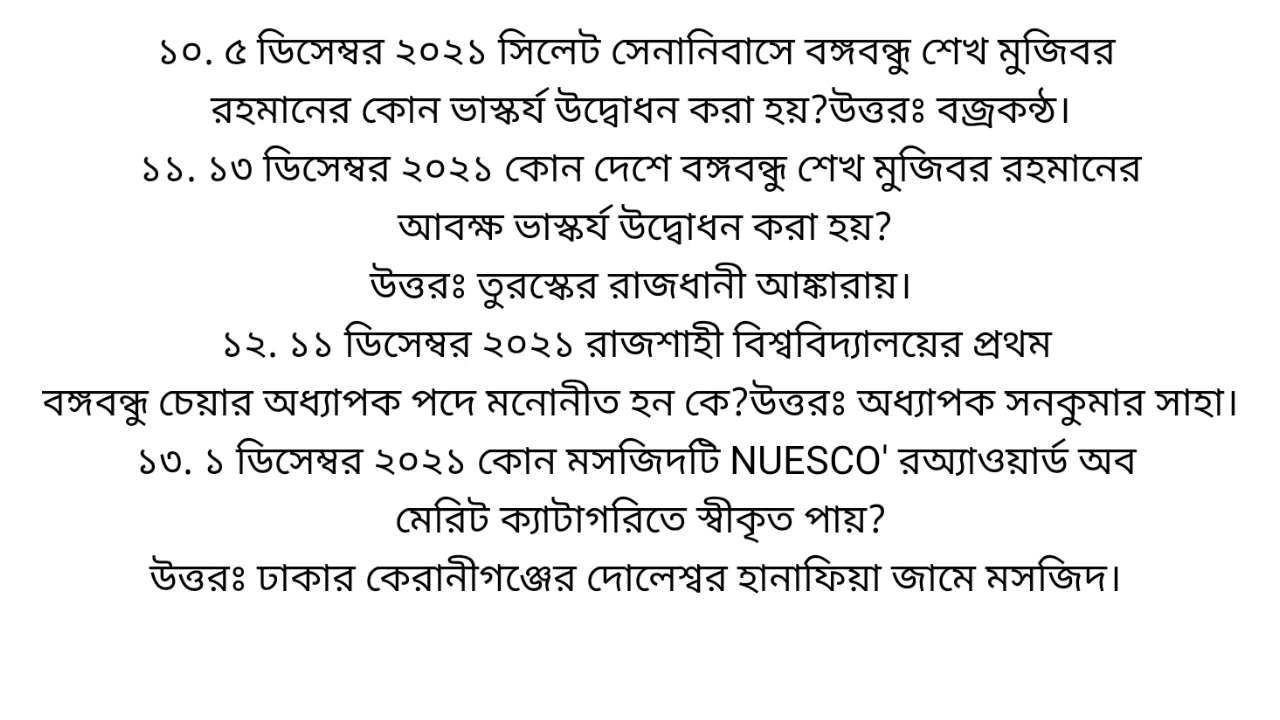 ১০. ৫ ডিসেম্বর ২০২১ সিলেট সেনানিবাসে বঙ্গবন্ধু শেখ মুজিবর
রহমানের কোন ভাস্কর্য উদ্বোধন করা হয়?উত্তরঃ বজ্রকন্ঠ।
১১. ১৩ ডিসেম্বর ২০২১ কোন দেশে বঙ্গবন্ধু শেখ মুজিবর রহমানের
আবক্ষ ভাস্কর্য উদ্বোধন করা হয়?
উত্তরঃ তুরস্কের রাজধানী আঙ্কারায়।
১২. ১১ ডিসেম্বর ২০২১ রাজশাহী বিশ্ববিদ্যালয়ের প্রথম
বঙ্গবন্ধু চেয়ার অধ্যাপক পদে মনোনীত হন কে?উত্তরঃ অধ্যাপক সনকুমার সাহা।
১৩. ১ ডিসেম্বর ২০২১ কোন মসজিদটি NUESCO' রঅ্যাওয়ার্ড অব
মেরিট ক্যাটাগরিতে স্বীকৃত পায়?
উত্তরঃ ঢাকার কেরানীগঞ্জের দোলেশ্বর হানাফিয়া জামে মসজিদ।